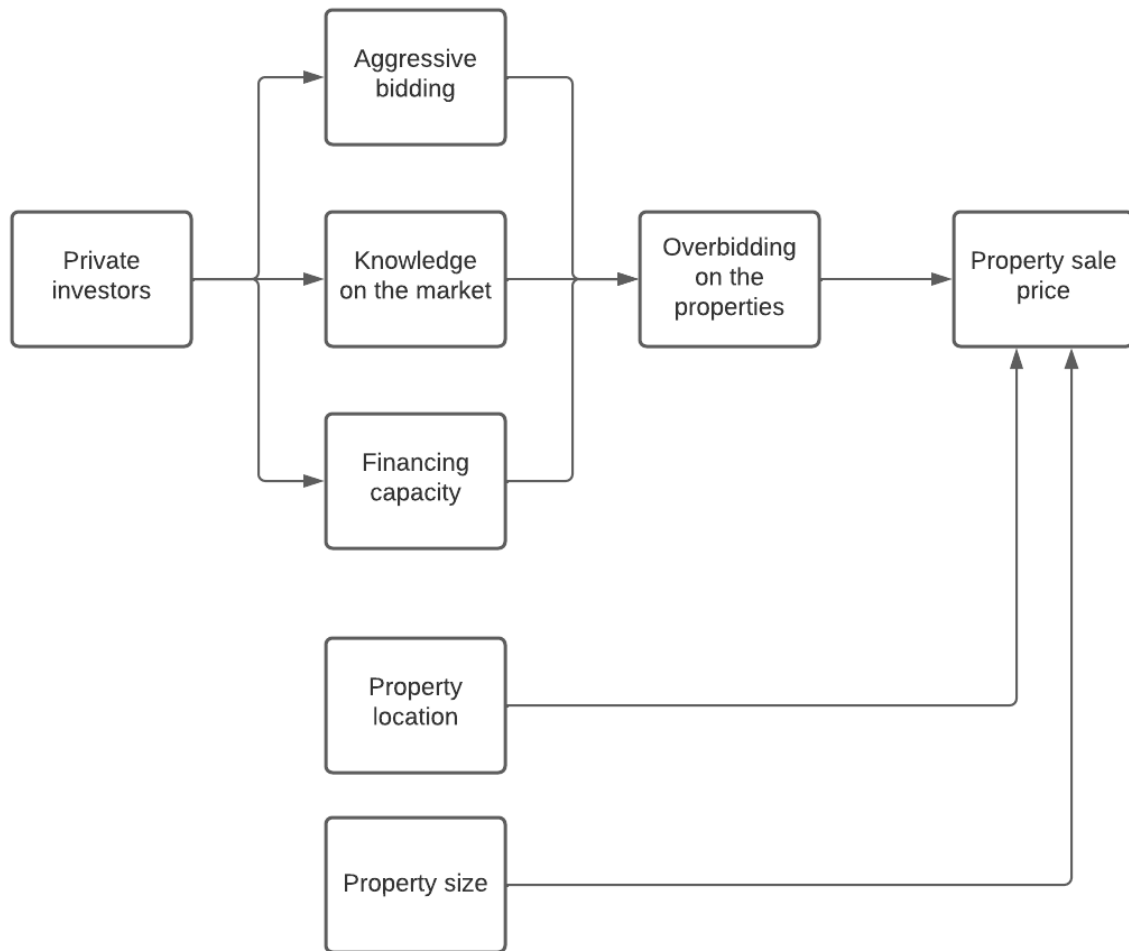 Aggressive
bidding
Private
investors
Knowledge
on the market
Overbidding
on the
properties
Property sale
price
Financing
capacity
Property
location
Property size